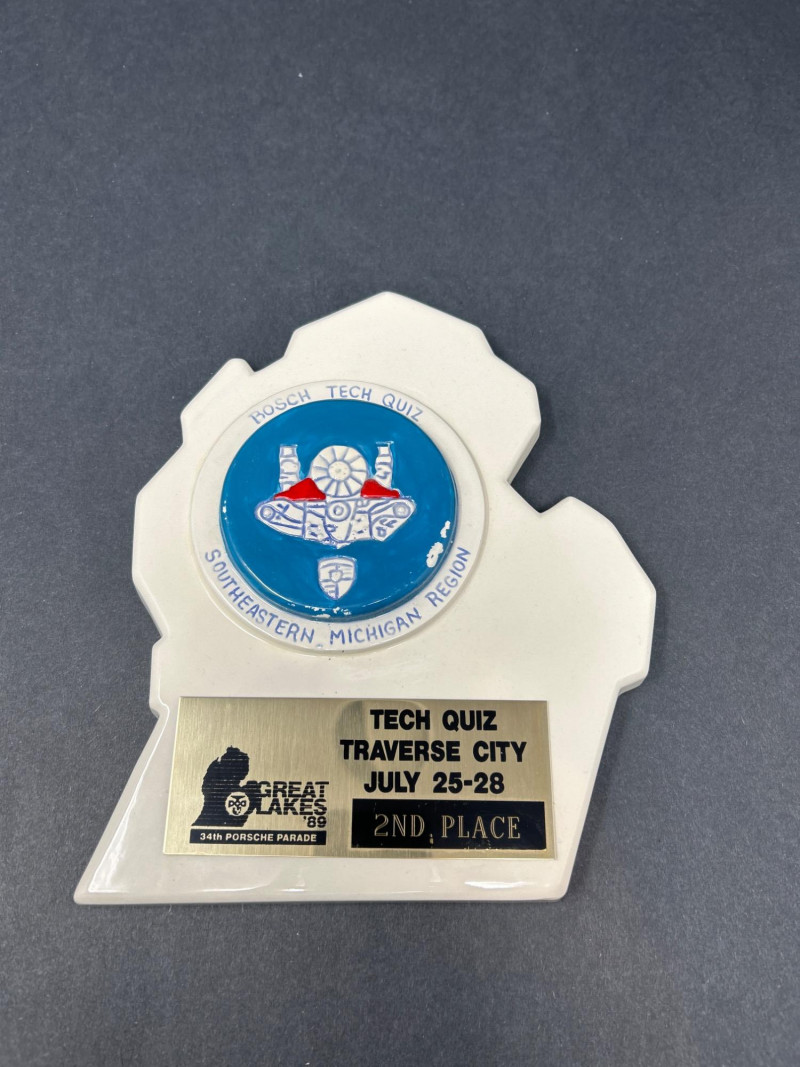 BOSCH TECH QUIZ
SOUTHEASTERN MICHIGAN REGION
TECH QUIZ
TRAVERSE CITY
JULY 25-28
2ND PLACE
GREAT
LAKES
'89
34th PORSCHE PARADE